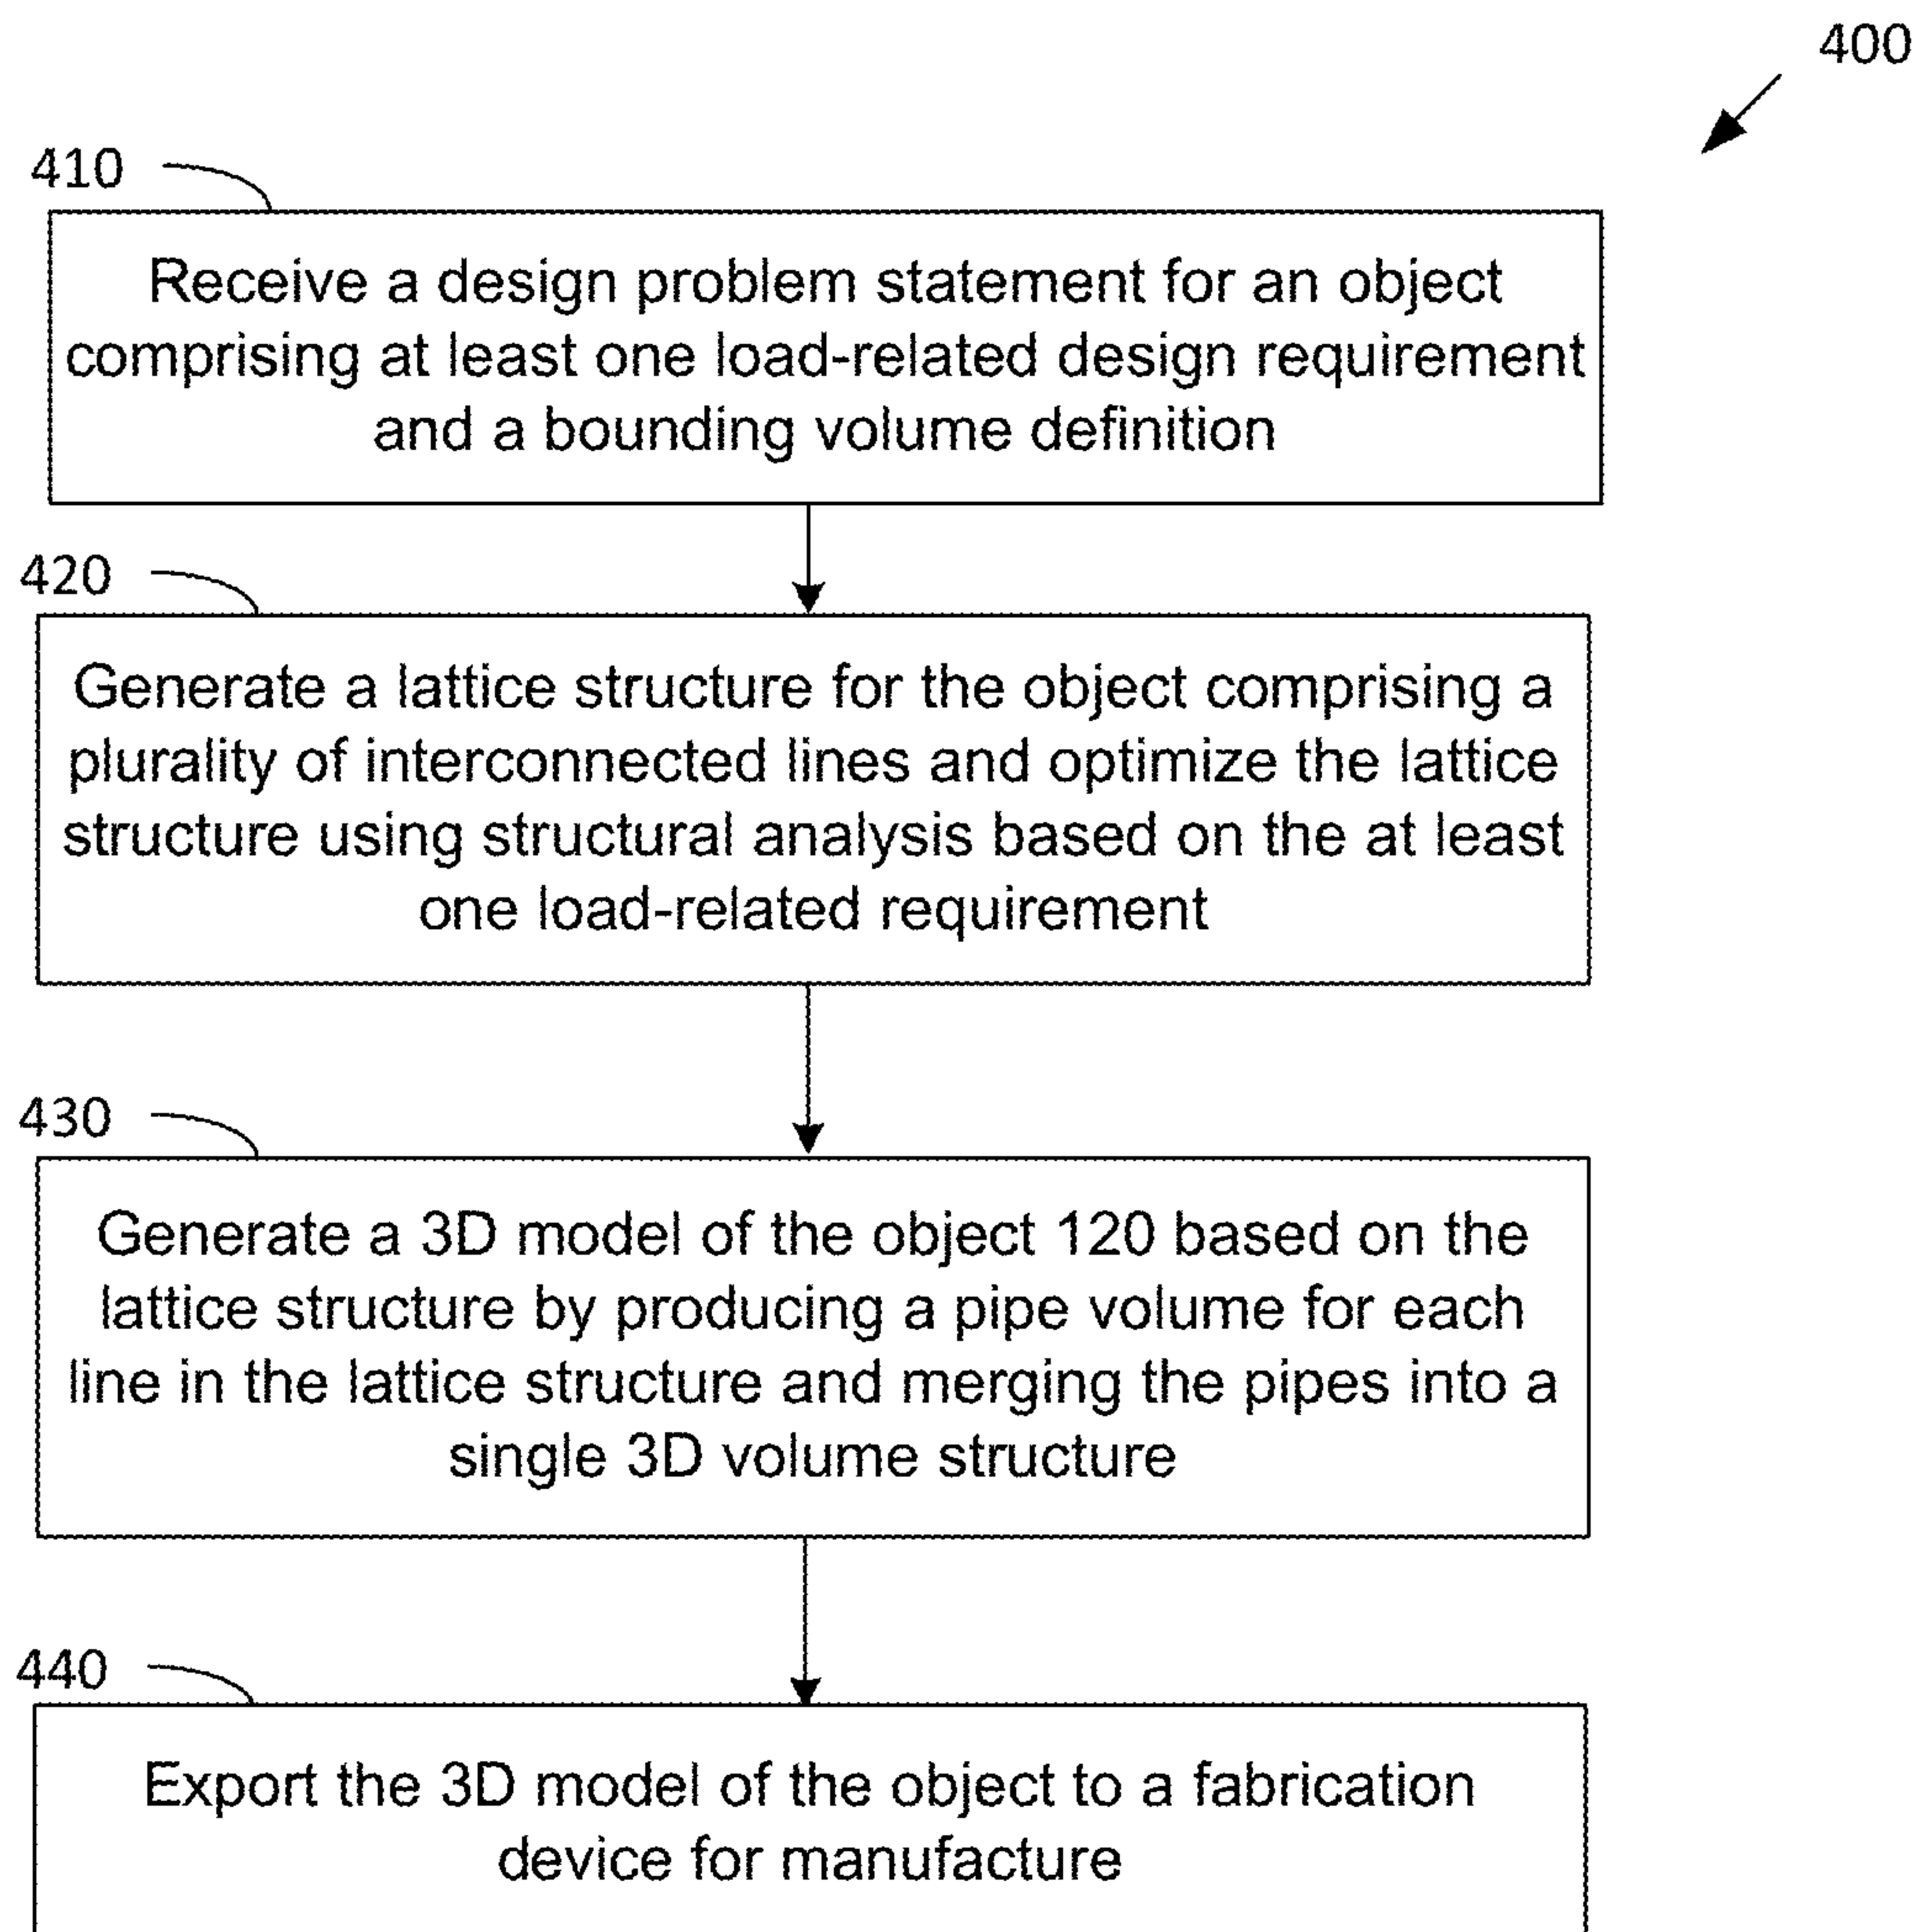 400
410
Receive a design problem statement for an object
comprising at least one load-related design requirement
and a bounding volume definition
420
Generate a lattice structure for the object comprising a
plurality of interconnected lines and optimize the lattice
structure using structural analysis based on the at least
one load-related requirement
430
Generate a 3D model of the object 120 based on the
lattice structure by producing a pipe volume for each
line in the lattice structure and merging the pipes into a
single 3D volume structure
440
Export the 3D model of the object to a fabrication
device for manufacture